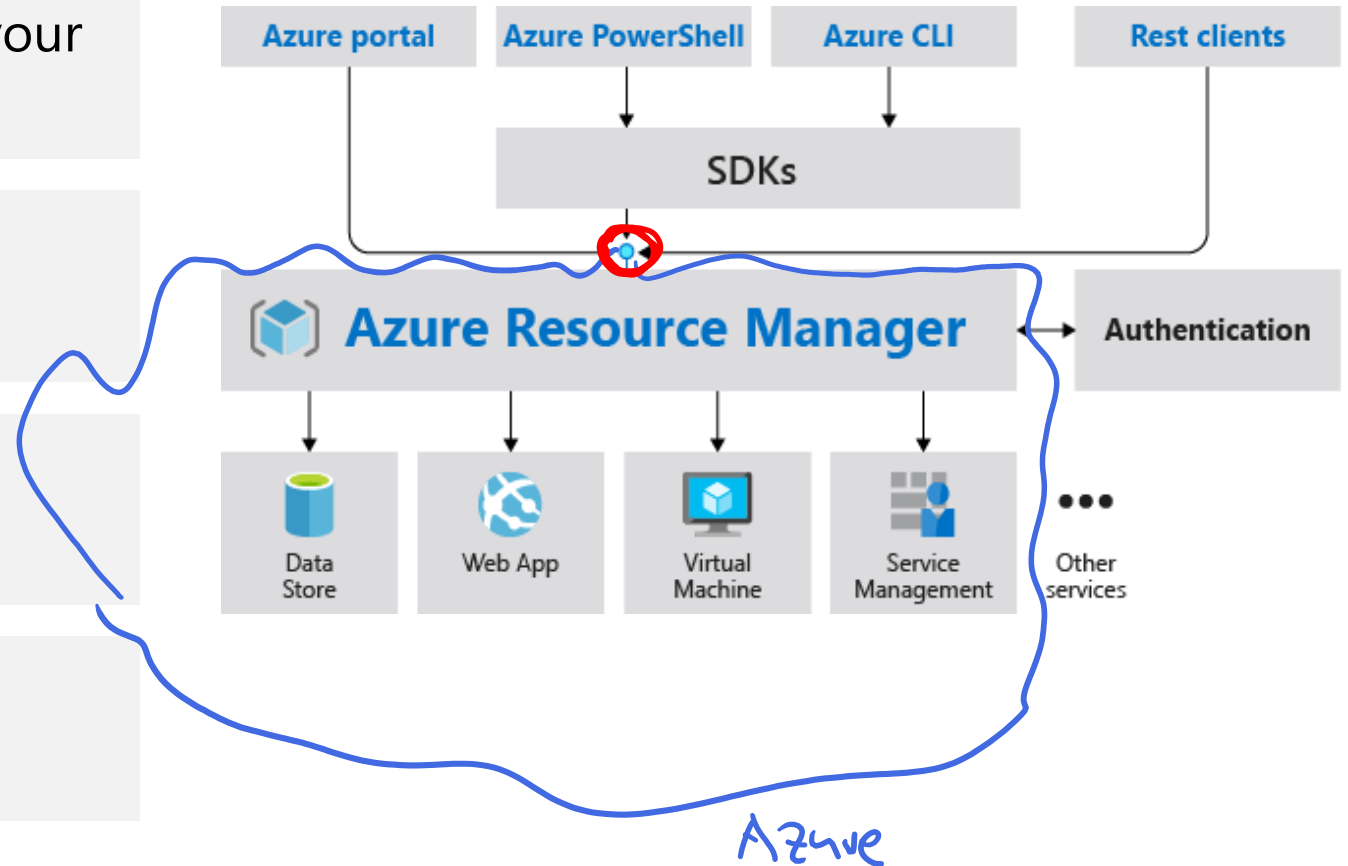 your
Azure portal
Azure PowerShell
Azure CLI
Rest clients
SDKs
Azure Resource Manager
Authentication
Data
Store
Web App
Virtual
Machine
Service
Management
Other
services
Azure